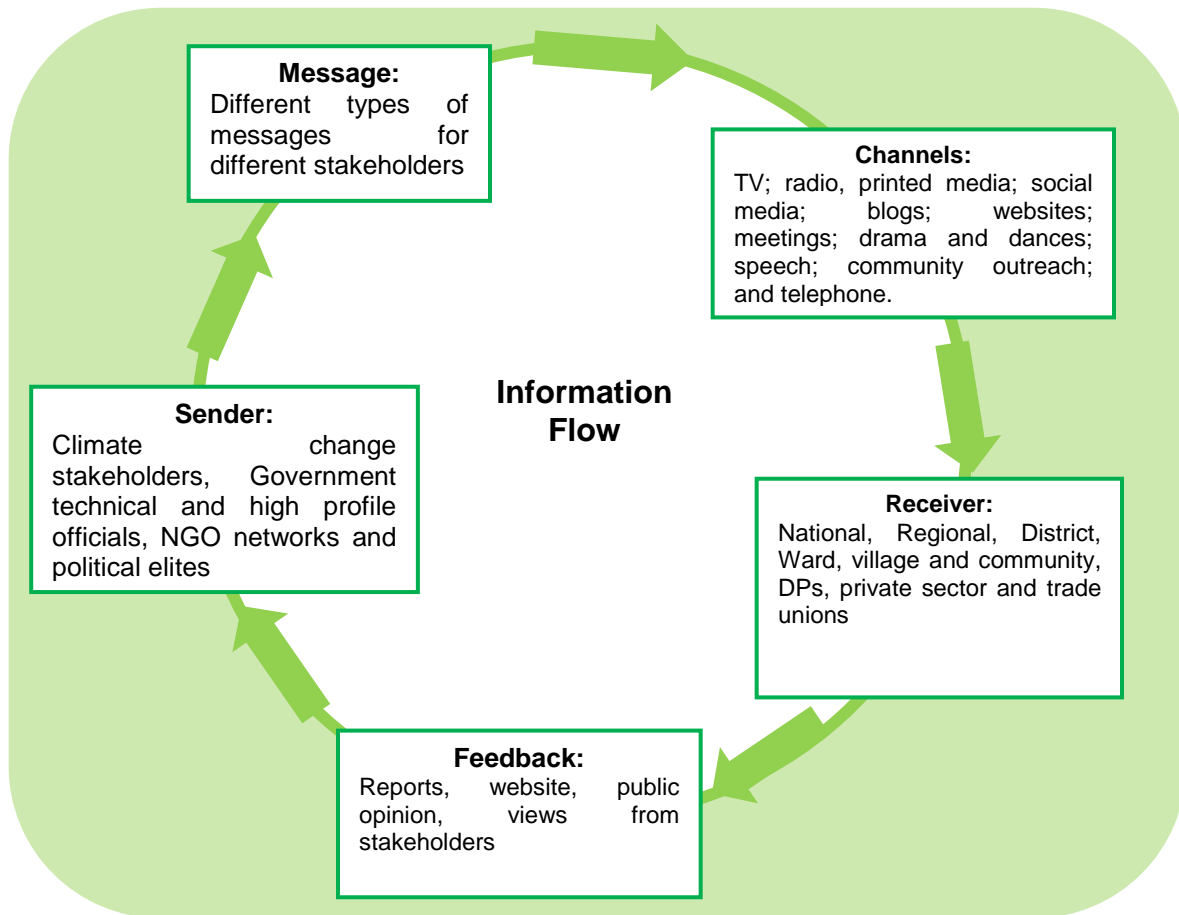 Message:
Different types of
messages for
different stakeholders
Channels:
TV; radio, printed media; social
media; blogs; websites;
meetings; drama and dances;
speech; community outreach;
and telephone.
Information
Flow
Sender:
Climate change
stakeholders, Government
technical and high profile
officials, NGO networks and
political elites
Receiver:
National, Regional, District,
Ward, village and community,
DPs, private sector and trade
unions
Feedback:
Reports, website, public
opinion, views from
stakeholders